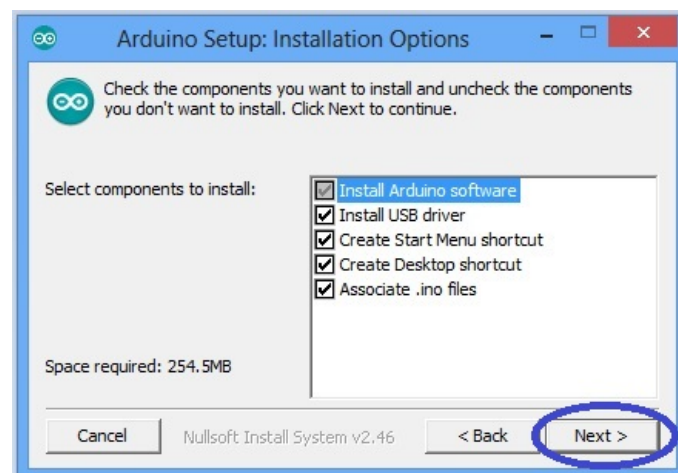 Arduino Setup: Installation Options
Check the components you want to install and uncheck the components
you don't want to install. Click Next to continue.
Select components to install:
Install Arduino software
Install USB driver
Create Start Menu shortcut
Create Desktop shortcut
Associate .ino files
Space required: 254.5MB
Cancel
Nullsoft Install System v2.46
< Back
Next >